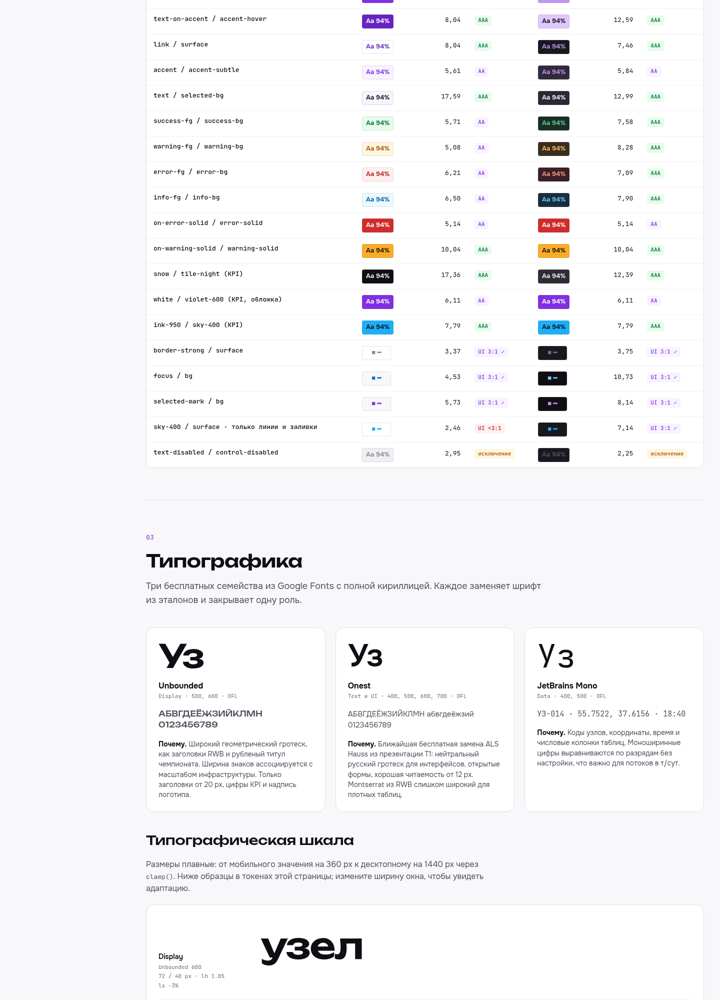 text-on-accent / accent-hover Aa 94% 8,04 AAA Aa 94% 12,59 AAA
link / surface Aa 94% 8,04 AAA Aa 94% 7,46 AAA
accent / accent-subtle Aa 94% 5,61 AA Aa 94% 5,84 AA
text / selected-bg Aa 94% 17,59 AAA Aa 94% 12,99 AAA
success-fg / success-bg Aa 94% 5,71 AA Aa 94% 7,58 AAA
warning-fg / warning-bg Aa 94% 5,08 AA Aa 94% 8,28 AAA
error-fg / error-bg Aa 94% 6,21 AA Aa 94% 7,09 AAA
info-fg / info-bg Aa 94% 6,50 AA Aa 94% 7,90 AAA
on-error-solid / error-solid Aa 94% 5,14 AA Aa 94% 5,14 AA
on-warning-solid / warning-solid Aa 94% 10,04 AAA Aa 94% 10,04 AAA
snow / tile-night (KPI) Aa 94% 17,36 AAA Aa 94% 12,39 AAA
white / violet-600 (KPI, обложка) Aa 94% 6,11 AA Aa 94% 6,11 AA
ink-950 / sky-400 (KPI) Aa 94% 7,79 AAA Aa 94% 7,79 AAA
border-strong / surface 3,37 UI 3:1 ✓ 3,75 UI 3:1 ✓
focus / bg 4,53 UI 3:1 ✓ 10,73 UI 3:1 ✓
selected-mark / bg 5,73 UI 3:1 ✓ 8,14 UI 3:1 ✓
sky-400 / surface · только линии и заливки 2,46 UI <3:1 7,14 UI 3:1 ✓
text-disabled / control-disabled Aa 94% 2,95 исключение Aa 94% 2,25 исключение
03
Типографика
Три бесплатных семейства из Google Fonts с полной кириллицей. Каждое заменяет шрифт
из эталонов и закрывает одну роль.
Уз
Unbounded
Display · 500, 600 · OFL
АБВГДЕЁЖЗИЙКЛМН
0123456789
Почему. Широкий геометрический гротеск,
как заголовки RWB и рубленый титул
чемпионата. Ширина знаков ассоциируется с
масштабом инфраструктуры. Только
заголовки от 20 px, цифры KPI и надпись
логотипа.
Уз
Onest
Text и UI · 400, 500, 600, 700 · OFL
АБВГДЕЁЖЗИЙКЛМН абвгдеёжзий
0123456789
Почему. Ближайшая бесплатная замена ALS
Hauss из презентации T1: нейтральный
русский гротеск для интерфейсов, открытые
формы, хорошая читаемость от 12 px.
Montserrat из RWB слишком широкий для
плотных таблиц.
Уз
JetBrains Mono
Data · 400, 500 · OFL
УЗ-014 · 55.7522, 37.6156 · 18:40
Почему. Коды узлов, координаты, время и
числовые колонки таблиц. Моноширинные
цифры выравниваются по разрядам без
настройки, что важно для потоков в т/сут.
Типографическая шкала
Размеры плавные: от мобильного значения на 360 px к десктопному на 1440 px через
clamp(). Ниже образцы в токенах этой страницы; измените ширину окна, чтобы увидеть
адаптацию.
Display
Unbounded 600
72 / 40 px · lh 1.05
ls -3%
узел